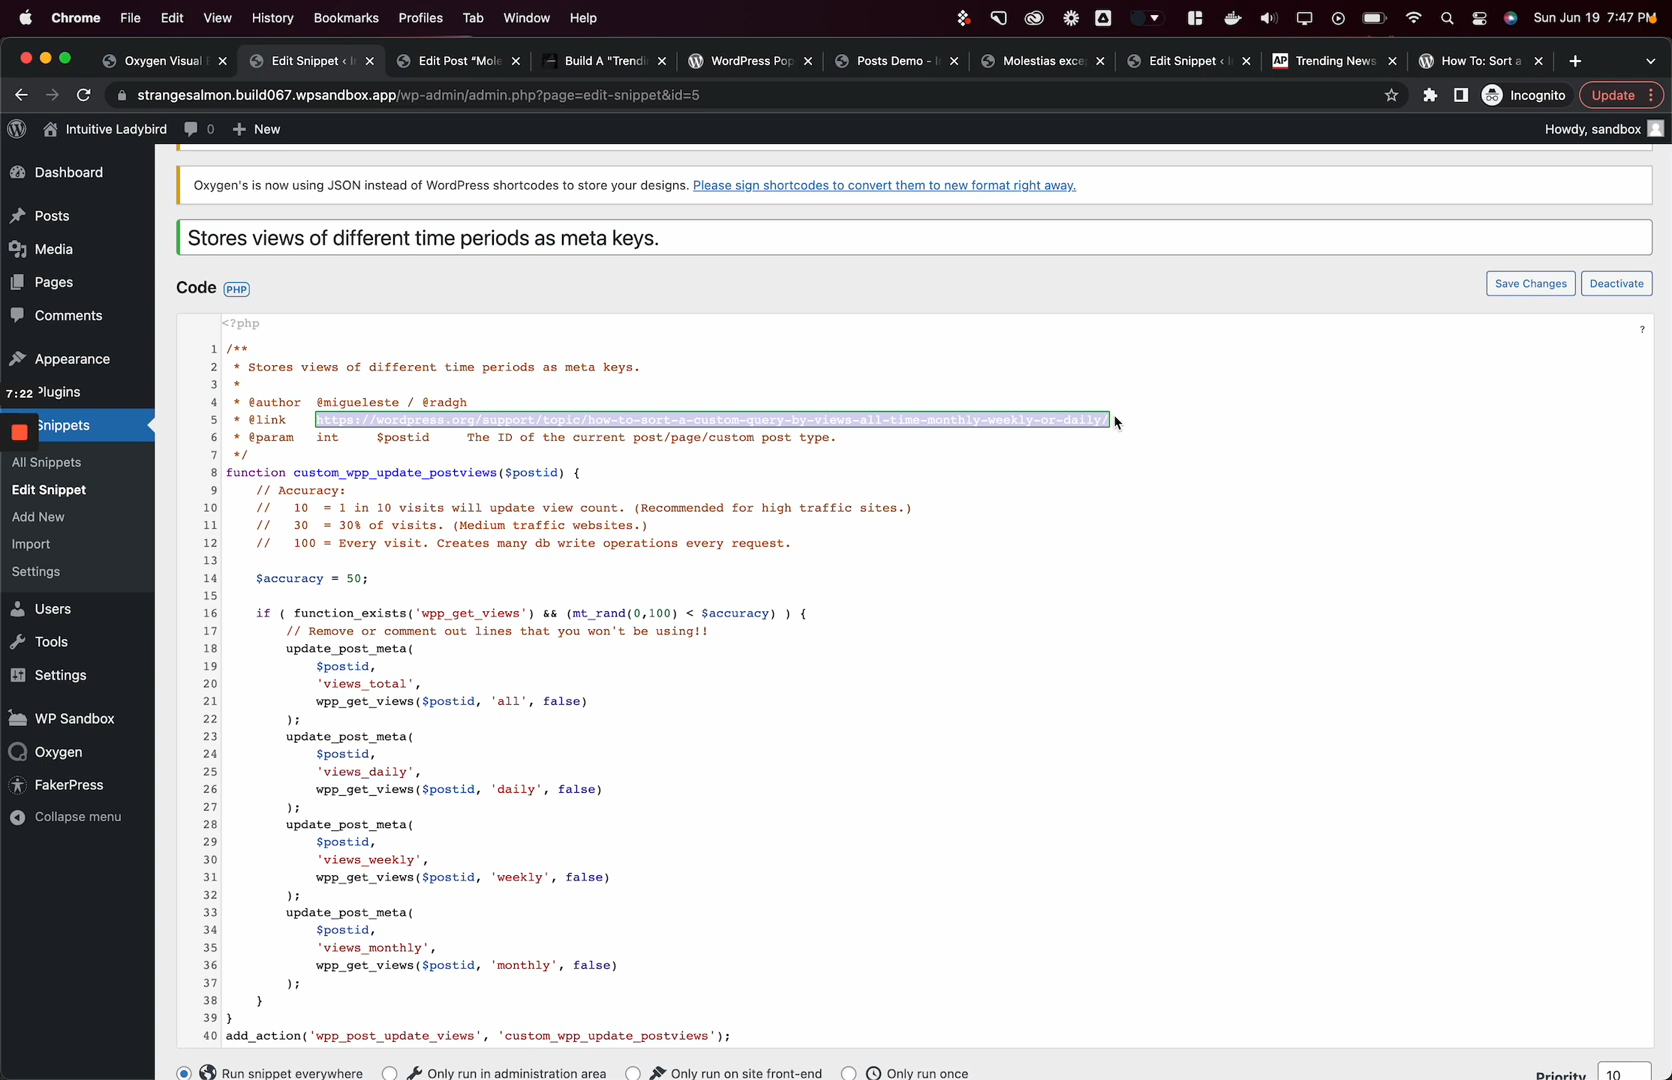 Chrome File Edit View History Bookmarks Profiles Tab Window Help Sun Jun 19 7:47 PM
Oxygen Visual Edit Snippet ‹ Edit Post “Mole Build A "Trendi WordPress Pop Posts Demo - Molestias exce Edit Snippet ‹ AP Trending News How To: Sort a
strangesalmon.build067.wpsandbox.app/wp-admin/admin.php?page=edit-snippet&id=5 Incognito Update
Intuitive Ladybird 0 New Howdy, sandbox
Dashboard
Posts
Media
Pages
Comments
Appearance
7:22 Plugins
Snippets
All Snippets
Edit Snippet
Add New
Import
Settings
Users
Tools
Settings
WP Sandbox
Oxygen
FakerPress
Collapse menu
Oxygen's is now using JSON instead of WordPress shortcodes to store your designs. Please sign shortcodes to convert them to new format right away.
Stores views of different time periods as meta keys.
Code PHP Save Changes Deactivate
<?php ?
1 /**
2 * Stores views of different time periods as meta keys.
3 *
4 * @author @migueleste / @radgh
5 * @link https://wordpress.org/support/topic/how-to-sort-a-custom-query-by-views-all-time-monthly-weekly-or-daily/
6 * @param int $postid The ID of the current post/page/custom post type.
7 */
8 function custom_wpp_update_postviews($postid) {
9 // Accuracy:
10 // 10 = 1 in 10 visits will update view count. (Recommended for high traffic sites.)
11 // 30 = 30% of visits. (Medium traffic websites.)
12 // 100 = Every visit. Creates many db write operations every request.
13
14 $accuracy = 50;
15
16 if ( function_exists('wpp_get_views') && (mt_rand(0,100) < $accuracy) ) {
17 // Remove or comment out lines that you won't be using!!
18 update_post_meta(
19 $postid,
20 'views_total',
21 wpp_get_views($postid, 'all', false)
22 );
23 update_post_meta(
24 $postid,
25 'views_daily',
26 wpp_get_views($postid, 'daily', false)
27 );
28 update_post_meta(
29 $postid,
30 'views_weekly',
31 wpp_get_views($postid, 'weekly', false)
32 );
33 update_post_meta(
34 $postid,
35 'views_monthly',
36 wpp_get_views($postid, 'monthly', false)
37 );
38 }
39 }
40 add_action('wpp_post_update_views', 'custom_wpp_update_postviews');
Run snippet everywhere Only run in administration area Only run on site front-end Only run once Priority 10